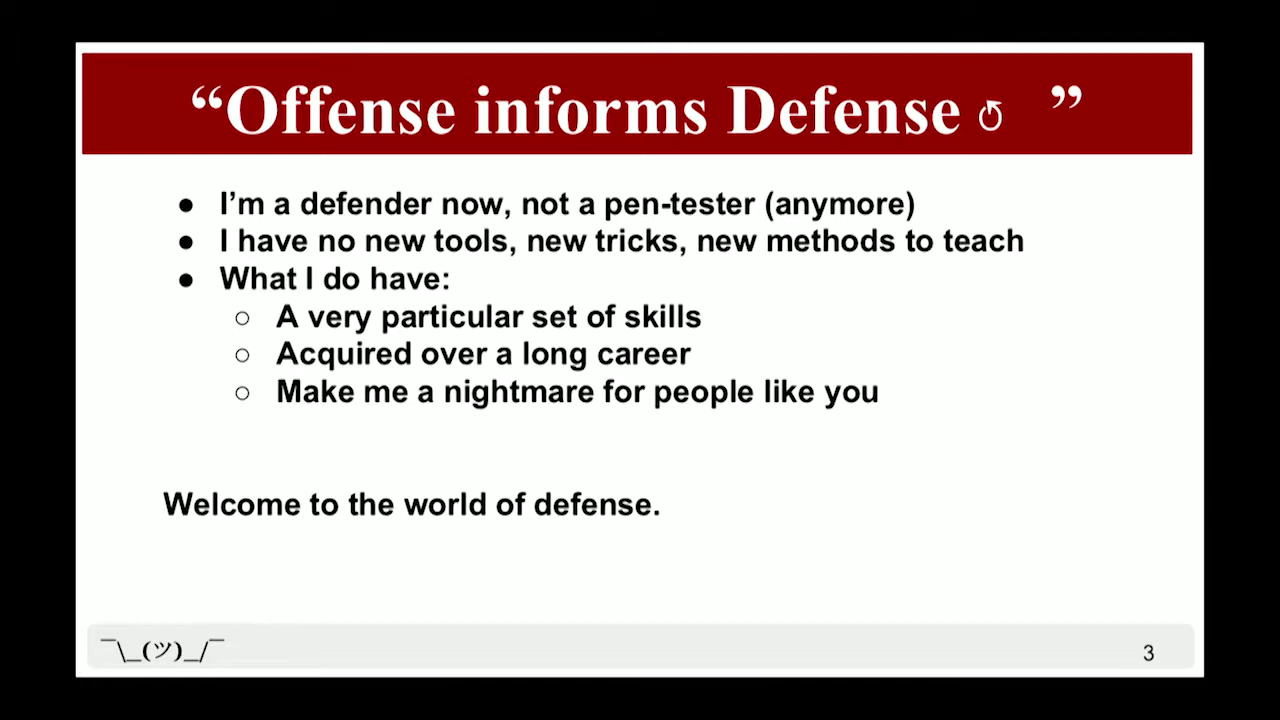 “Offense informs Defense ↺ ”
● I’m a defender now, not a pen-tester (anymore)
● I have no new tools, new tricks, new methods to teach
● What I do have:
○ A very particular set of skills
○ Acquired over a long career
○ Make me a nightmare for people like you
Welcome to the world of defense.
¯\_(ツ)_/¯
3